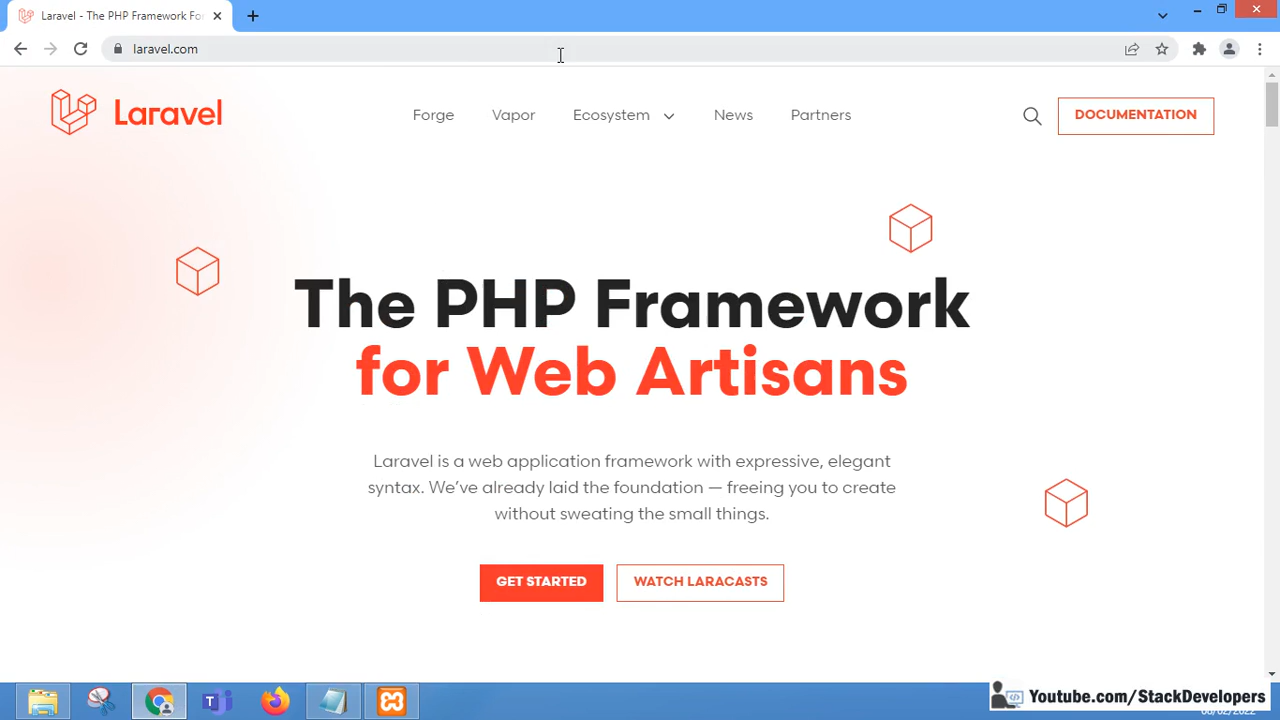 Laravel - The PHP Framework For
laravel.com
Laravel
Forge
Vapor
Ecosystem
News
Partners
DOCUMENTATION
The PHP Framework
for Web Artisans
Laravel is a web application framework with expressive, elegant
syntax. We've already laid the foundation — freeing you to create
without sweating the small things.
GET STARTED
WATCH LARACASTS
Youtube.com/StackDevelopers